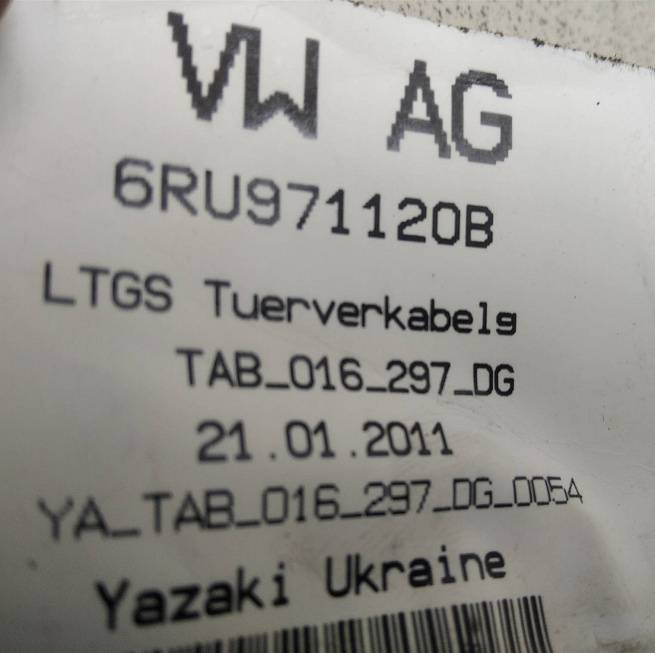 VW AG
6RU971120B
LTGS Tuerverkabelg
TAB_016_297_DG
21.01.2011
YA_TAB_016_297_DG_0054
Yazaki Ukraine